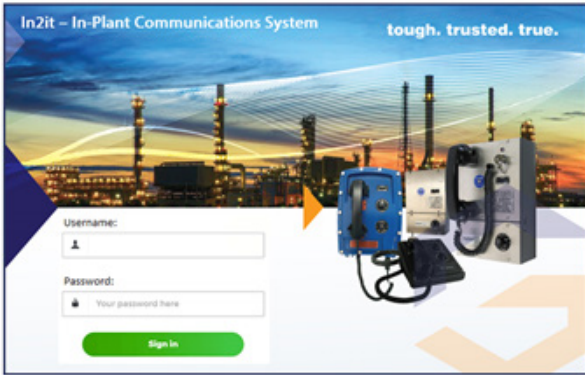 In2it – In-Plant Communications System
tough. trusted. true.
Username:
Password:
Your password here
Sign in